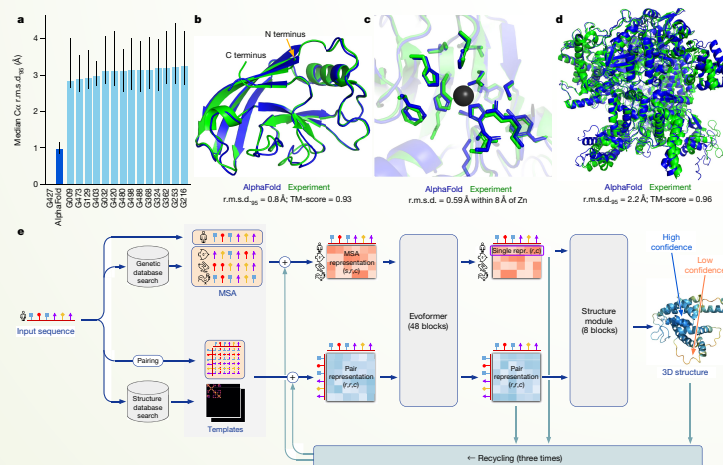 a
b
c
d
Median Cα r.m.s.d.95 (Å)
4
3
2
1
0
G427
AlphaFold
G009
G473
G129
G403
G032
G420
G480
G498
G488
G368
G324
G362
G253
G216
N terminus
C terminus
AlphaFold Experiment
r.m.s.d.95 = 0.8 Å; TM-score = 0.93
AlphaFold Experiment
r.m.s.d. = 0.59 Å within 8 Å of Zn
AlphaFold Experiment
r.m.s.d.95 = 2.2 Å; TM-score = 0.96
e
Input sequence
Genetic
database
search
MSA
Pairing
Structure
database
search
Templates
+
+
MSA
representation
(s,r,c)
Pair
representation
(r,r,c)
Evoformer
(48 blocks)
Single repr. (r,c)
Pair
representation
(r,r,c)
Structure
module
(8 blocks)
High
confidence
Low
confidence
3D structure
← Recycling (three times)